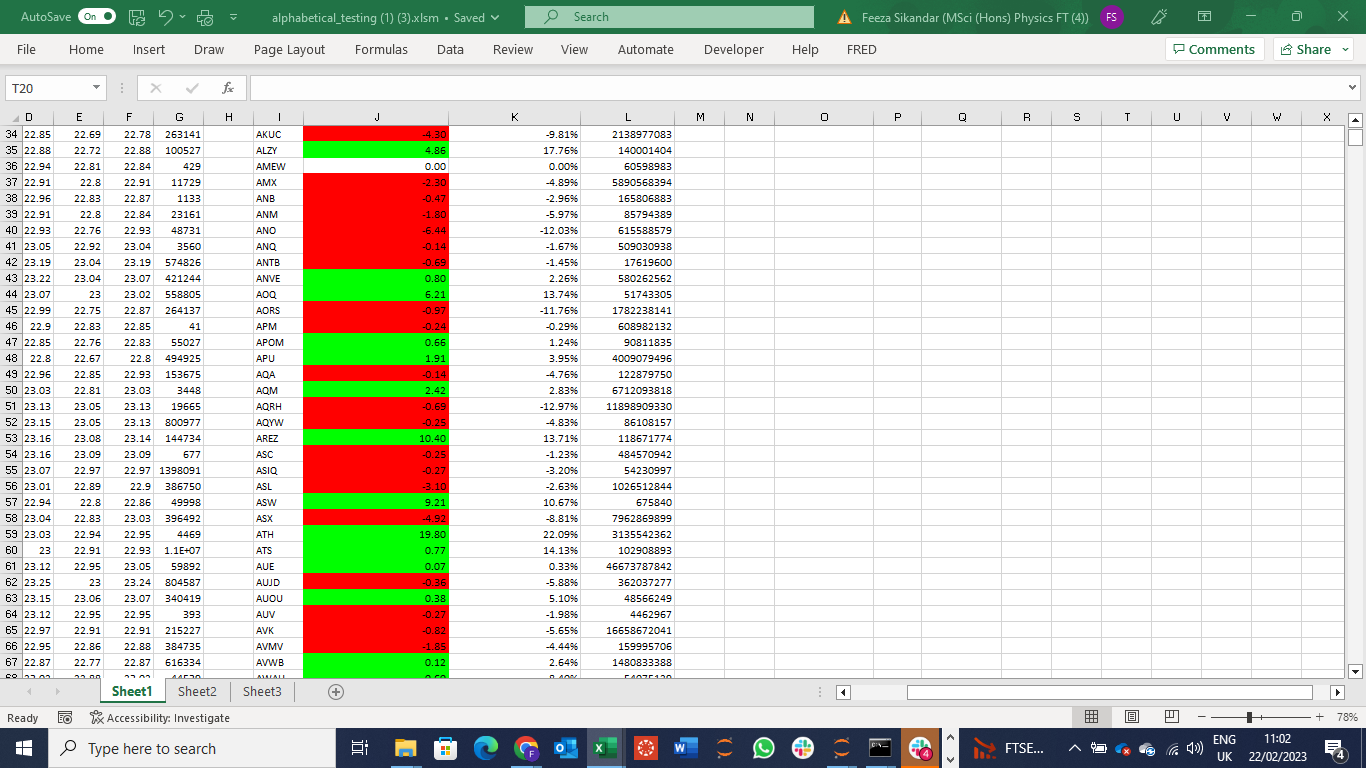 AutoSave On alphabetical_testing (1) (3).xlsm • Saved Search Feeza Sikandar (MSci (Hons) Physics FT (4)) FS
File Home Insert Draw Page Layout Formulas Data Review View Automate Developer Help FRED Comments Share
T20 fx
D E F G H I J K L M N O P Q R S T U V W X
34 22.85 22.69 22.78 263141 AKUC -4.30 -9.81% 2138977083
35 22.88 22.72 22.88 100527 ALZY 4.86 17.76% 140001404
36 22.94 22.81 22.84 429 AMEW 0.00 0.00% 60598983
37 22.91 22.8 22.91 11729 AMX -2.30 -4.89% 5890568394
38 22.96 22.83 22.87 1133 ANB -0.47 -2.96% 165806883
39 22.91 22.8 22.84 23161 ANM -1.80 -5.97% 85794389
40 22.93 22.76 22.93 48731 ANO -6.44 -12.03% 615588579
41 23.05 22.92 23.04 3560 ANQ -0.14 -1.67% 509030938
42 23.19 23.04 23.19 574826 ANTB -0.69 -1.45% 17619600
43 23.22 23.04 23.07 421244 ANVE 0.80 2.26% 580262562
44 23.07 23 23.02 558805 AOQ 6.21 13.74% 51743305
45 22.99 22.75 22.87 264137 AORS -0.97 -11.76% 1782238141
46 22.9 22.83 22.85 41 APM -0.24 -0.29% 608982132
47 22.85 22.76 22.83 55027 APOM 0.66 1.24% 90811835
48 22.8 22.67 22.8 494925 APU 1.91 3.95% 4009079496
49 22.96 22.85 22.93 153675 AQA -0.14 -4.76% 122879750
50 23.03 22.81 23.03 3448 AQM 2.42 2.83% 6712093818
51 23.13 23.05 23.13 19665 AQRH -0.69 -12.97% 11898909330
52 23.15 23.05 23.13 800977 AQYW -0.25 -4.83% 86108157
53 23.16 23.08 23.14 144734 AREZ 10.40 13.71% 118671774
54 23.16 23.09 23.09 677 ASC -0.25 -1.23% 484570942
55 23.07 22.97 22.97 1398091 ASIQ -0.27 -3.20% 54230997
56 23.01 22.89 22.9 386750 ASL -3.10 -2.63% 1026512844
57 22.94 22.8 22.86 49998 ASW 9.21 10.67% 675840
58 23.04 22.83 23.03 396492 ASX -4.92 -8.81% 7962869899
59 23.03 22.94 22.95 4469 ATH 19.80 22.09% 3135542362
60 23 22.91 22.93 1.1E+07 ATS 0.77 14.13% 102908893
61 23.12 22.95 23.05 59892 AUE 0.07 0.33% 46673787842
62 23.25 23 23.24 804587 AUJD -0.36 -5.88% 362037277
63 23.15 23.06 23.07 340419 AUOU 0.38 5.10% 48566249
64 23.12 22.95 22.95 393 AUV -0.27 -1.98% 4462967
65 22.97 22.91 22.91 215227 AVK -0.82 -5.65% 16658672041
66 22.95 22.86 22.88 384735 AVMV -1.85 -4.44% 159995706
67 22.87 22.77 22.87 616334 AVWB 0.12 2.64% 1480833388
Sheet1 Sheet2 Sheet3
Ready Accessibility: Investigate 78%
Type here to search 4 FTSE... ENG 11:02
UK 22/02/2023 4